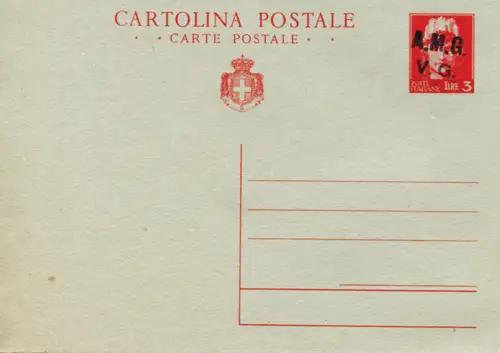 CARTOLINA POSTALE
· · CARTE POSTALE · ·
A.M.G.
V. G.
POSTE
ITALIANE
LIRE 3